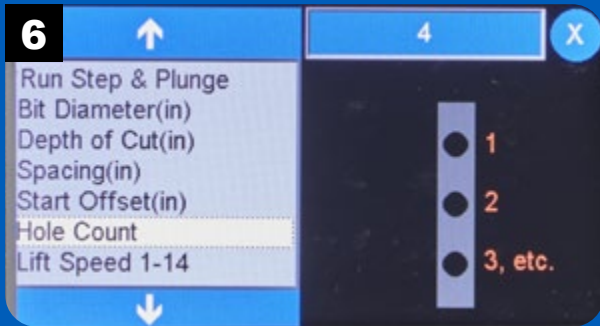 6
4
X
Run Step & Plunge
Bit Diameter(in)
Depth of Cut(in)
Spacing(in)
Start Offset(in)
Hole Count
Lift Speed 1-14
1
2
3, etc.